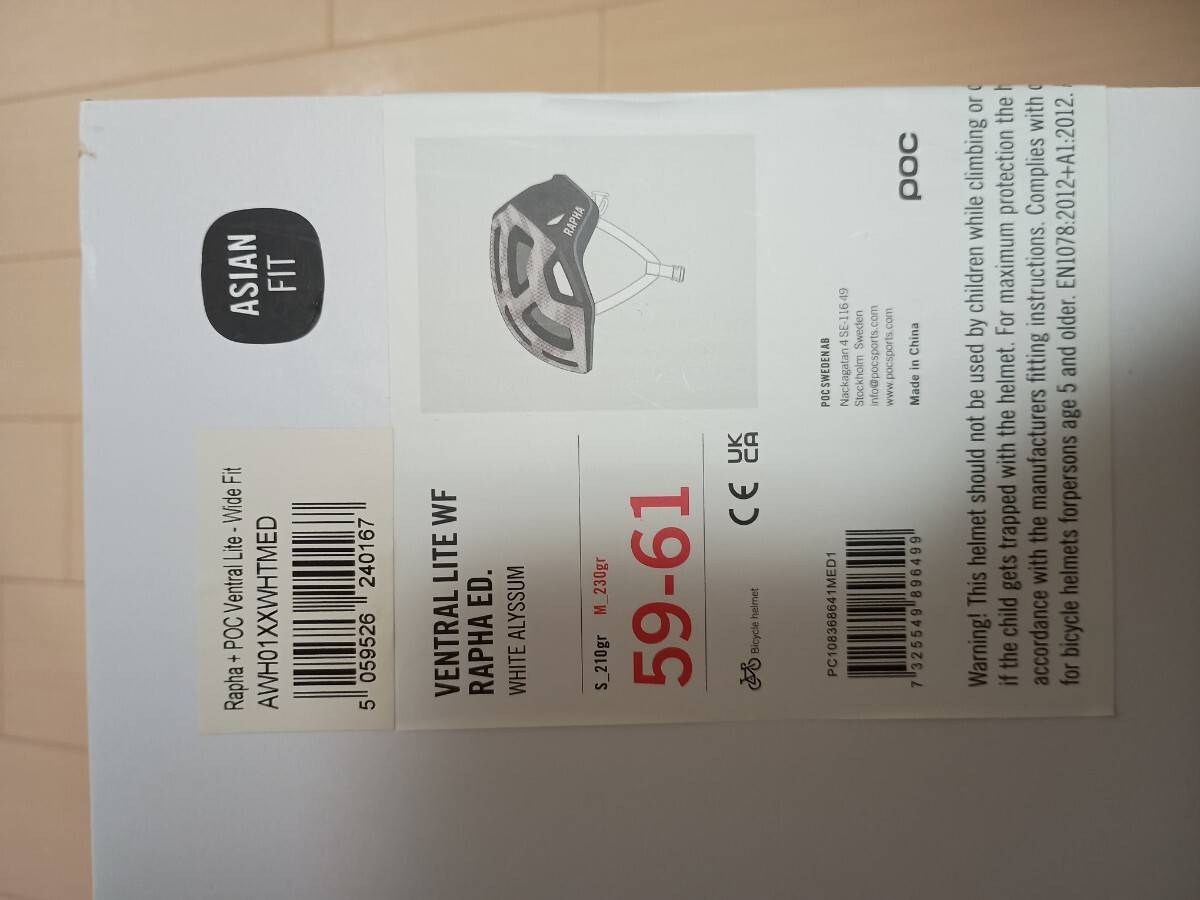 ASIAN
FIT
Rapha + POC Ventral Lite - Wide Fit
AWH01XXWHTMED
5 059526 240167
RAPHA
VENTRAL LITE WF
RAPHA ED.
WHITE ALYSSUM
S_210gr M_230gr
59-61
Bicycle helmet
CE UK
CA
PC108368641MED1
7 325549 896499
POC SWEDEN AB
Nackagatan 4 SE-116 49
Stockholm Sweden
info@pocsports.com
www.pocsports.com
Made in China
POC
Warning! This helmet should not be used by children while climbing or
if the child gets trapped with the helmet. For maximum protection the
accordance with the manufacturers fitting instructions. Complies with
for bicycle helmets forpersons age 5 and older. EN1078:2012+A1:2012.